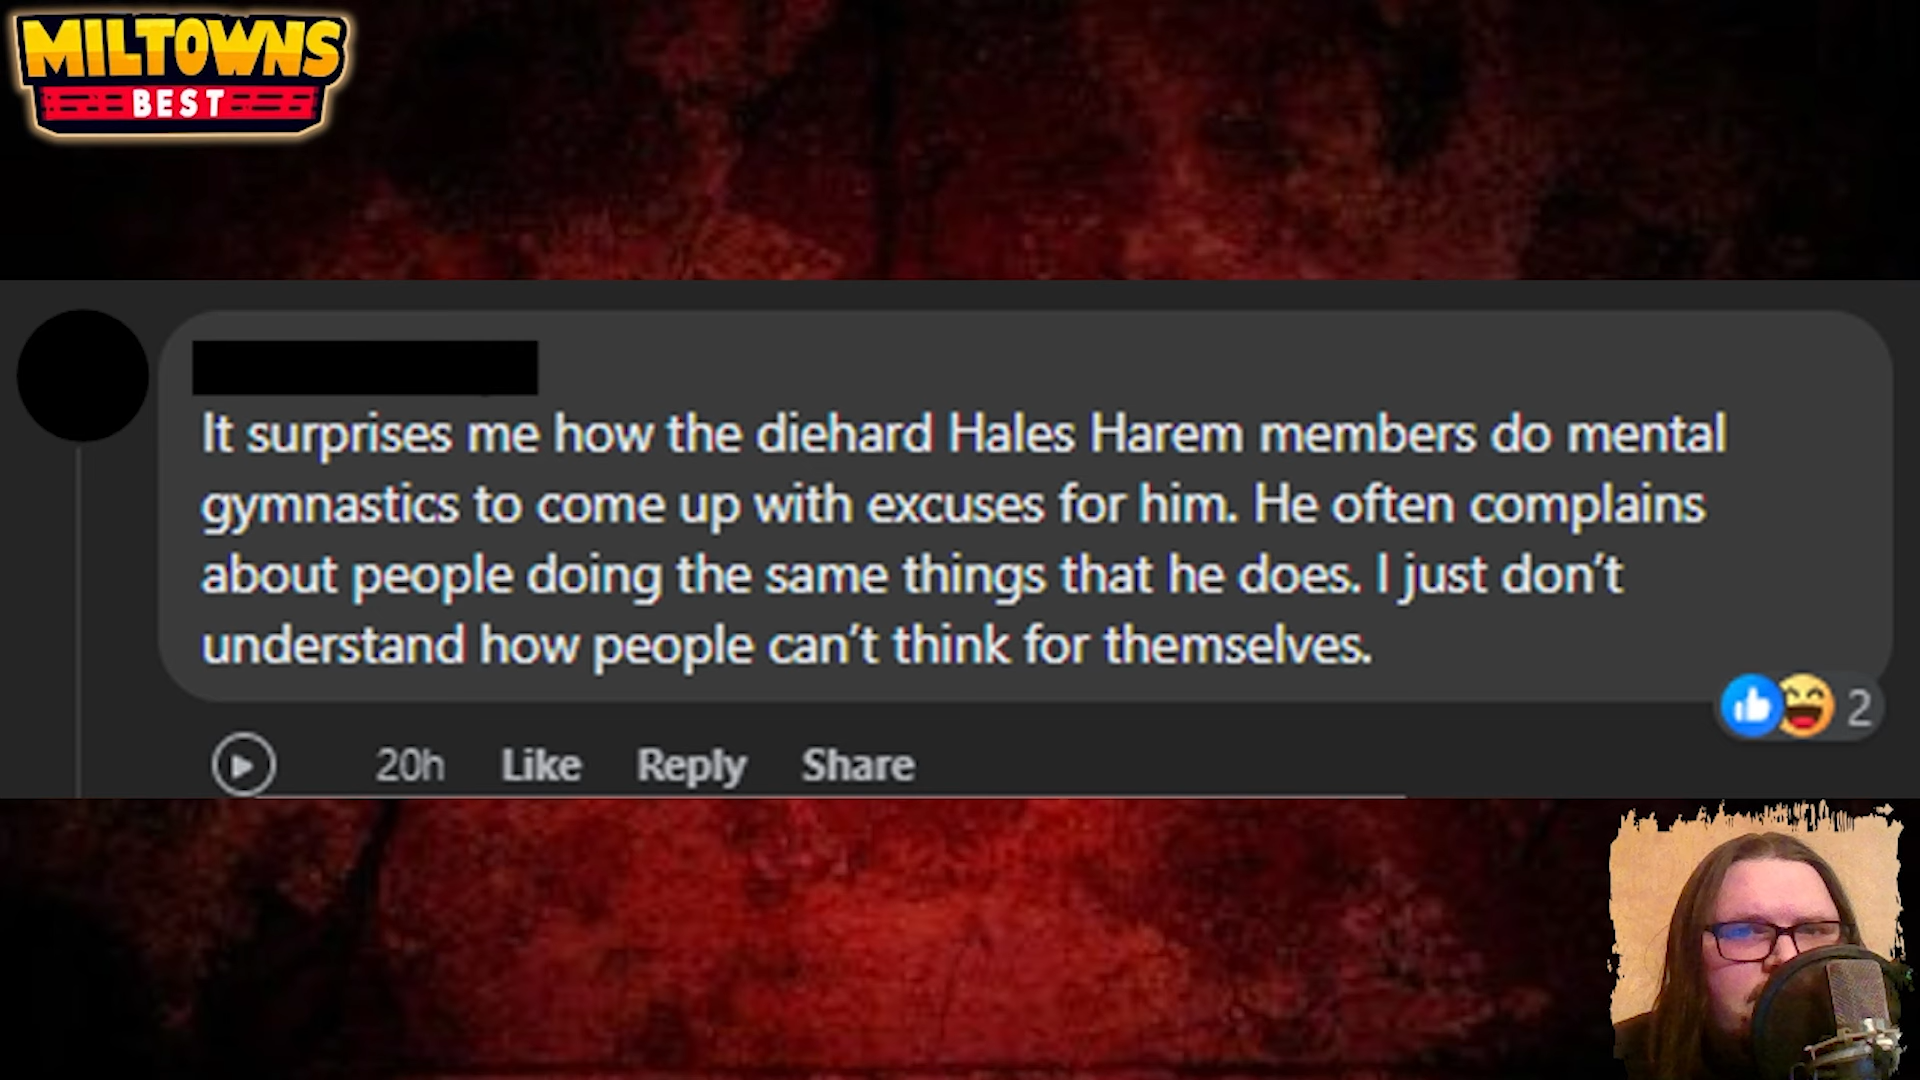 MILTOWNS
BEST
It surprises me how the diehard Hales Harem members do mental
gymnastics to come up with excuses for him. He often complains
about people doing the same things that he does. I just don't
understand how people can't think for themselves.
2
20h Like Reply Share